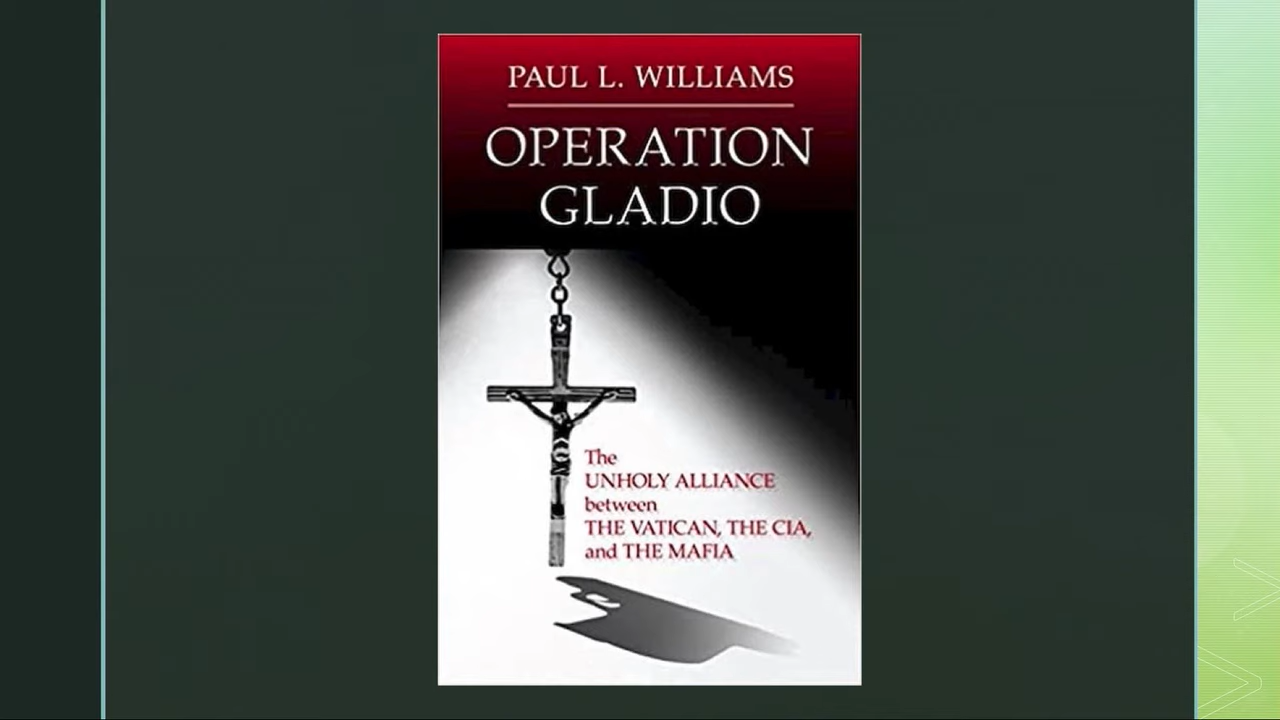 PAUL L. WILLIAMS
OPERATION
GLADIO
The
UNHOLY ALLIANCE
between
THE VATICAN, THE CIA,
and THE MAFIA